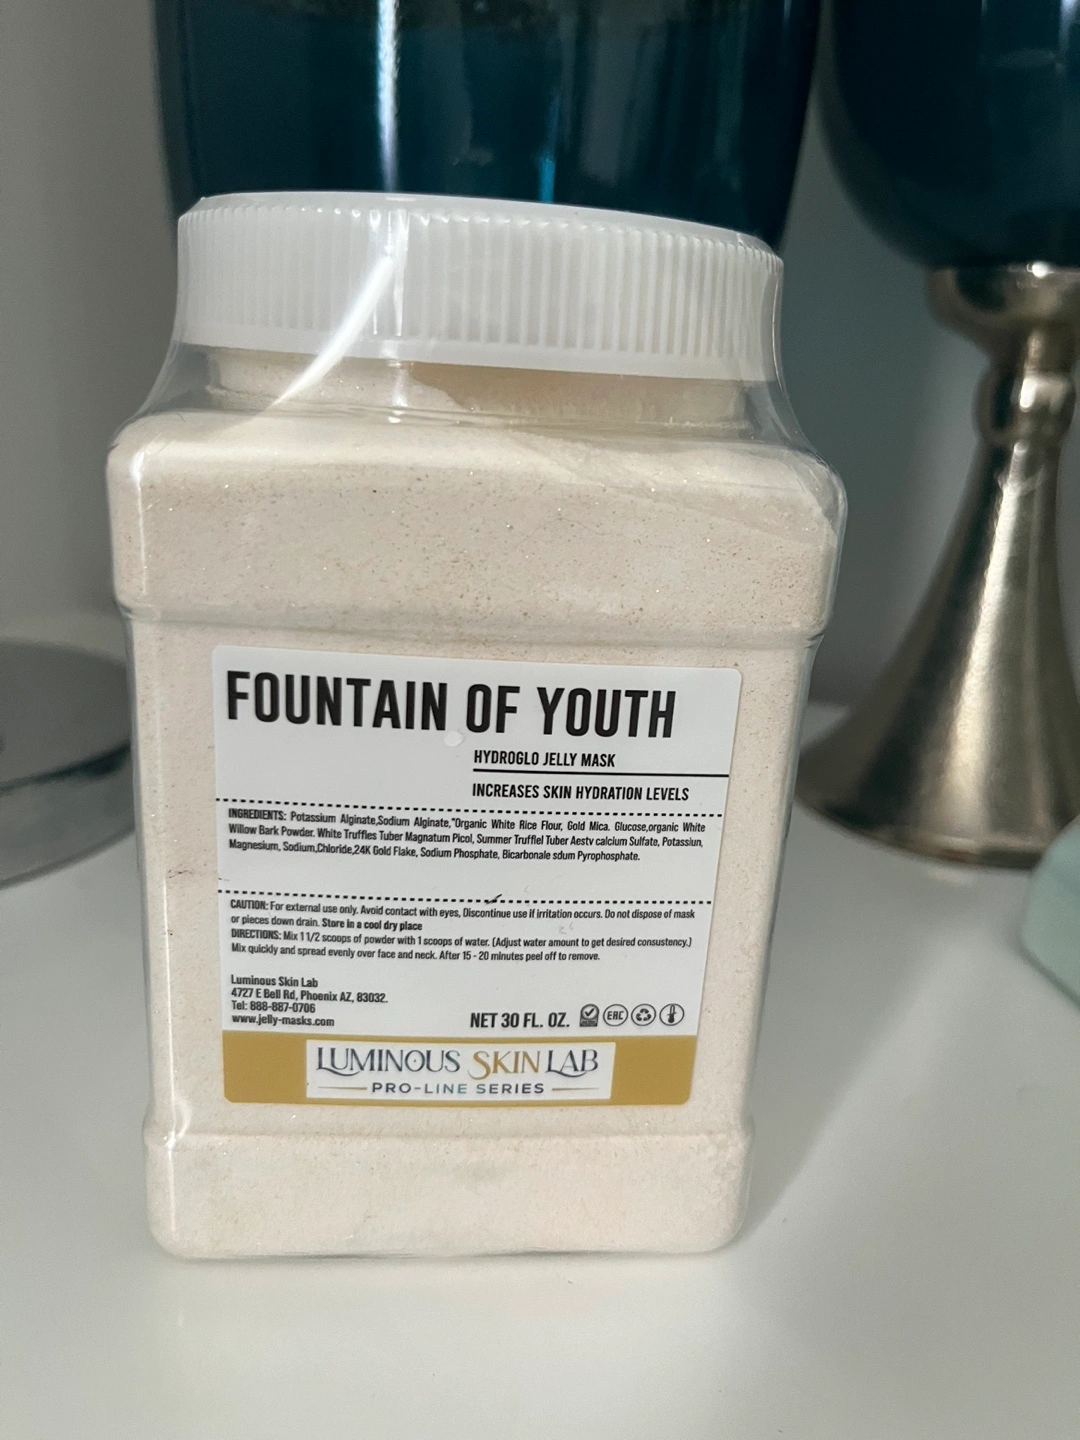 FOUNTAIN OF YOUTH
HYDROGLO JELLY MASK
INCREASES SKIN HYDRATION LEVELS
INGREDIENTS: Potassium Alginate,Sodium Alginate,"Organic White Rice Flour, Gold Mica. Glucose,organic White
Willow Bark Powder. White Truffles Tuber Magnatum Picol, Summer Trufflel Tuber Aestv calcium Sulfate, Potassiun,
Magnesium, Sodium,Chloride,24K Gold Flake, Sodium Phosphate, Bicarbonale sdum Pyrophosphate.
CAUTION: For external use only. Avoid contact with eyes, Discontinue use if irritation occurs. Do not dispose of mask
or pieces down drain. Store in a cool dry place
DIRECTIONS: Mix 1 1/2 scoops of powder with 1 scoops of water. (Adjust water amount to get desired consustency.)
Mix quickly and spread evenly over face and neck. After 15 - 20 minutes peel off to remove.
Luminous Skin Lab
4727 E Bell Rd, Phoenix AZ, 83032.
Tel: 888-887-0706
www.jelly-masks.com
NET 30 FL. OZ.
EAC
LUMINOUS SKIN LAB
PRO-LINE SERIES